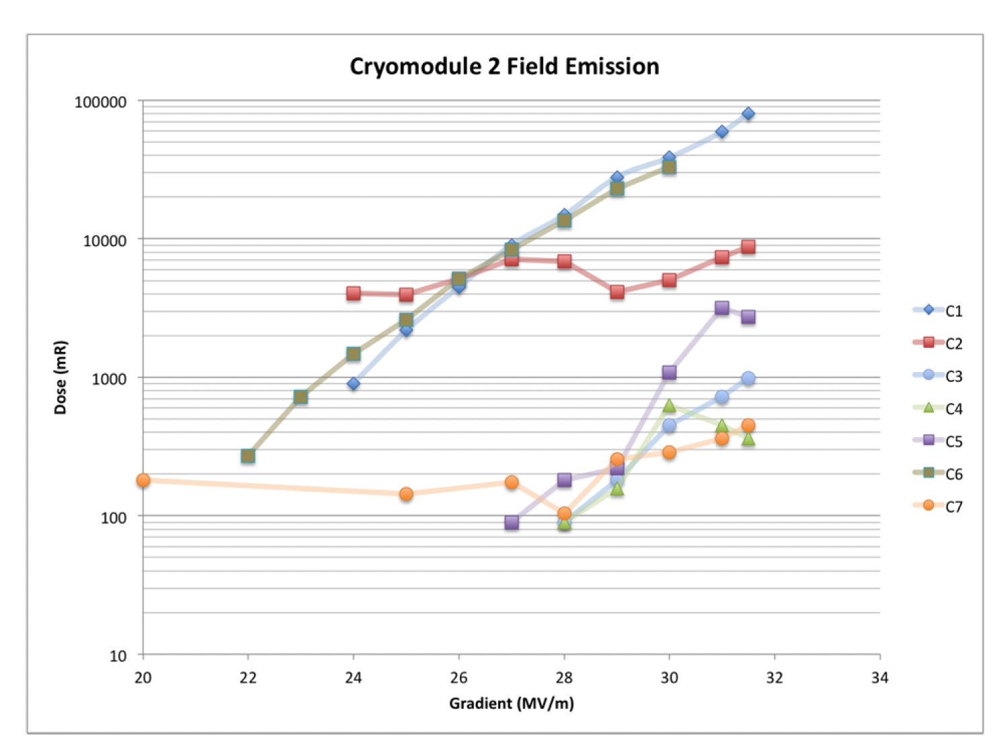 Cryomodule 2 Field Emission
100000
10000
1000
100
10
Dose (mR)
20 22 24 26 28 30 32 34
Gradient (MV/m)
C1
C2
C3
C4
C5
C6
C7